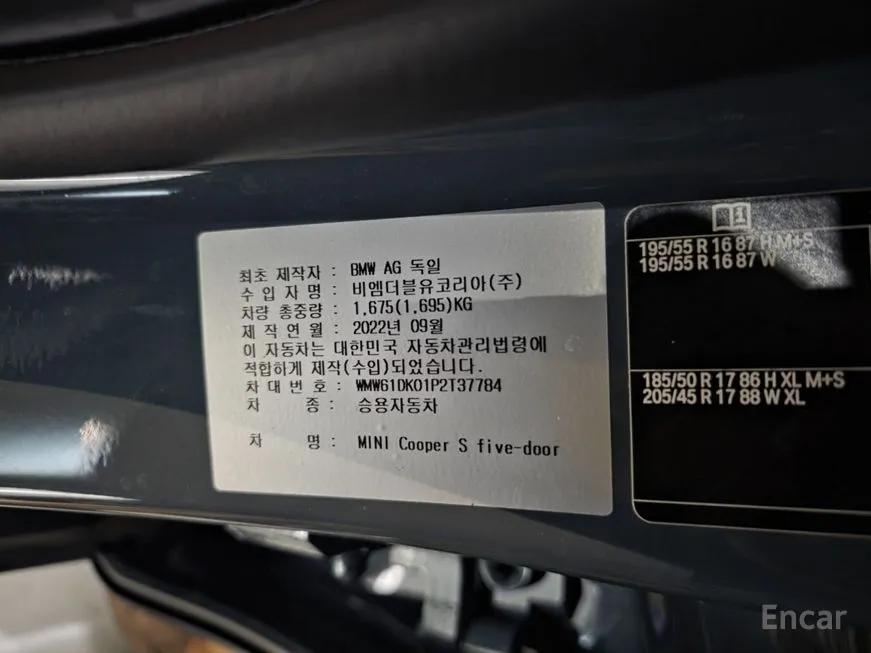 최초 제작자 : BMW AG 독일
수 입 자 명 : 비엠더블유코리아(주)
차량 총중량 : 1,675(1,695)KG
제 작 연 월 : 2022년 09월
이 자동차는 대한민국 자동차관리법령에
적합하게 제작(수입)되었습니다.
차 대 번 호 : WMW61DK01P2T37784
차 종 : 승용자동차
차 명 : MINI Cooper S five-door
1
195/55 R 16 87 H M+S
195/55 R 16 87 W
185/50 R 17 86 H XL M+S
205/45 R 17 88 W XL
Encar